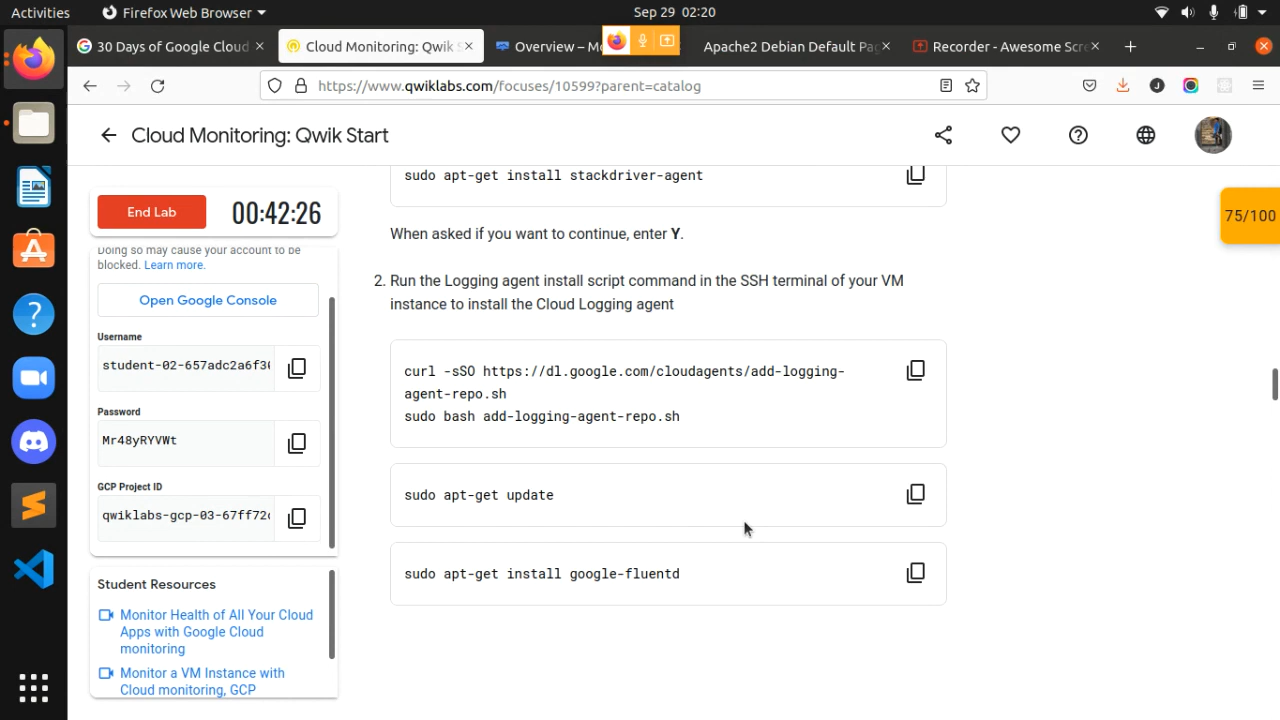 Activities
Firefox Web Browser
Sep 29 02:20
30 Days of Google Cloud
Cloud Monitoring: Qwik S
Overview – M
Apache2 Debian Default Pa
Recorder - Awesome Scre
https://www.qwiklabs.com/focuses/10599?parent=catalog
Cloud Monitoring: Qwik Start
End Lab
00:42:26
Doing so may cause your account to be
blocked. Learn more.
Open Google Console
Username
student-02-657adc2a6f30
Password
Mr48yRYVWt
GCP Project ID
qwiklabs-gcp-03-67ff72c
Student Resources
Monitor Health of All Your Cloud
Apps with Google Cloud
monitoring
Monitor a VM Instance with
Cloud monitoring, GCP
sudo apt-get install stackdriver-agent
When asked if you want to continue, enter Y.
2. Run the Logging agent install script command in the SSH terminal of your VM
instance to install the Cloud Logging agent
curl -sSO https://dl.google.com/cloudagents/add-logging-
agent-repo.sh
sudo bash add-logging-agent-repo.sh
sudo apt-get update
sudo apt-get install google-fluentd
75/100